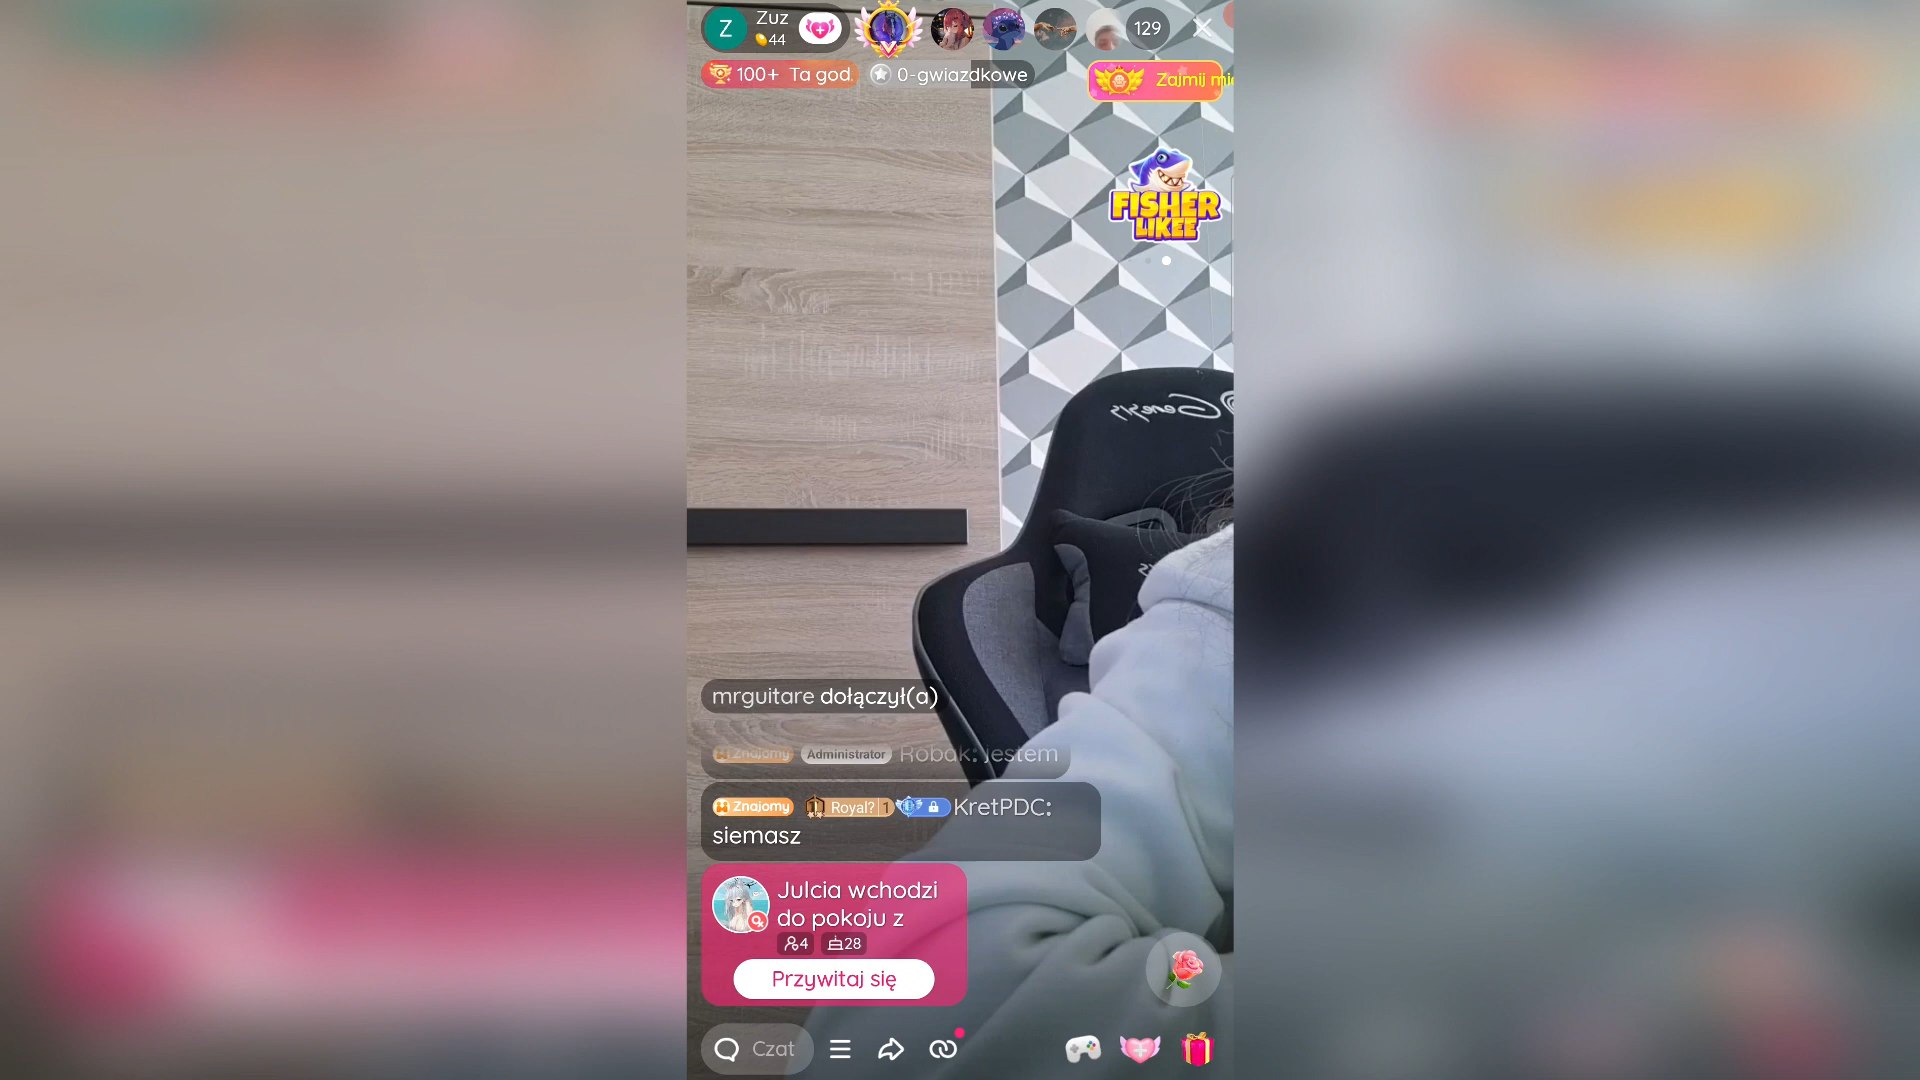 Z
Zuz
44
129
100+ Ta god.
0-gwiazdkowe
Zajmij
FISHER
LIKEE
Genesis
mrguitare dołączył(a)
Znajomy Administrator Robak: jestem
Znajomy Royal? 1 KretPDC:
siemasz
Julcia wchodzi
do pokoju z
4 28
Przywitaj się
Czat